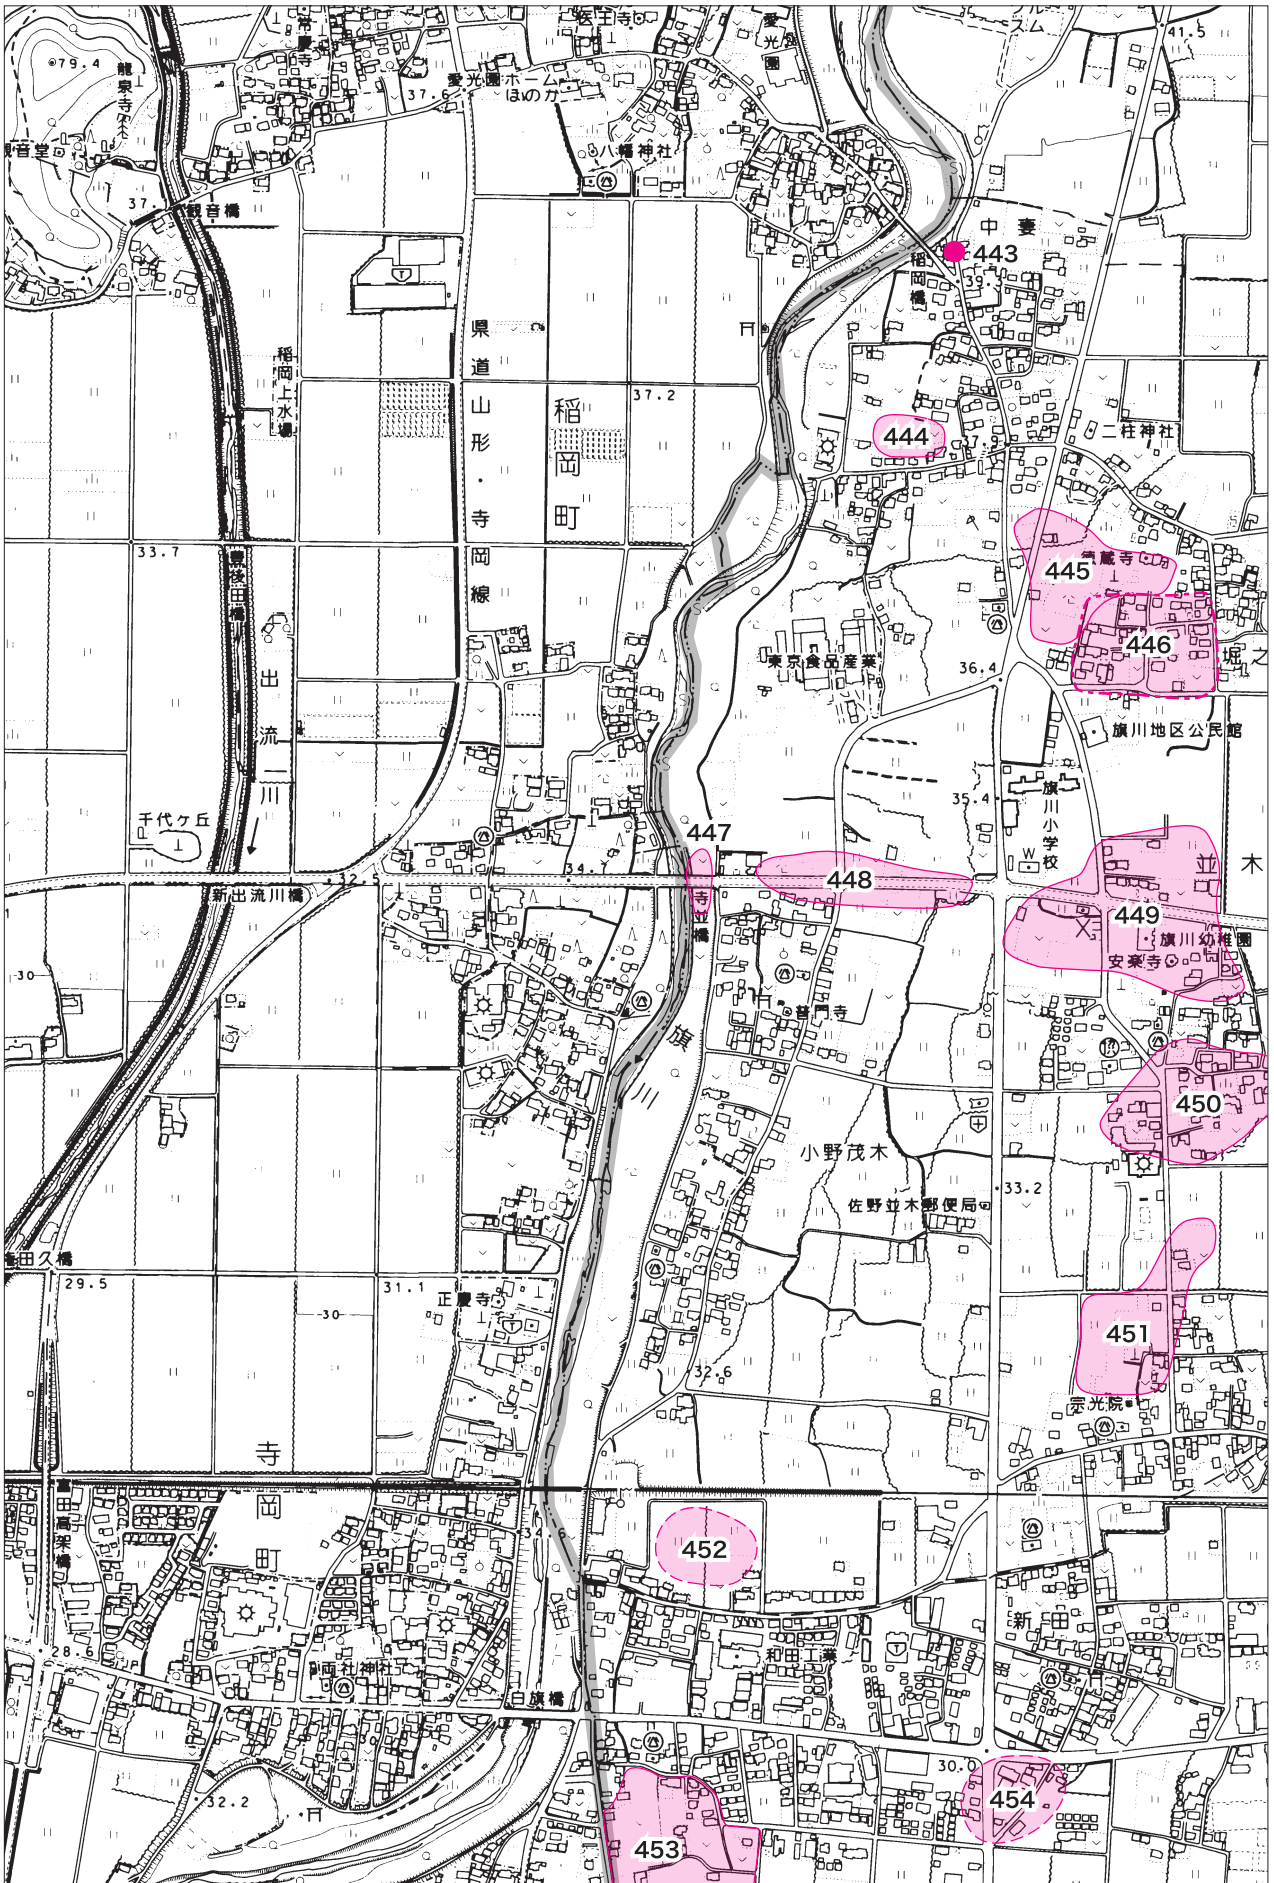 41.5
医王寺
愛光園
79.4
龍泉寺
常慶寺
愛光園ホーム
ほのか
37.6
八幡神社
観音堂
観音橋
中妻
443
稲岡橋
39.3
県道山形・寺岡線
稲岡上水場
稲岡町
37.2
444
37.9
二柱神社
33.7
豊後田橋
445
446
堀之
東京食品産業
36.4
出流川
旗川地区公民館
旗川小学校
35.4
千代ケ丘
447
34.7
448
並木
32.5
新出流川橋
449
旗川幼稚園
安楽寺
30
普門寺
旗川
450
小野茂木
33.2
佐野並木郵便局
田久橋
29.5
31.1
正慶寺
30
451
32.6
宗光院
寺岡町
富田高架橋
34.6
452
新田
和田工業
28.6
両社神社
白旗橋
30.0
32.2
454
453